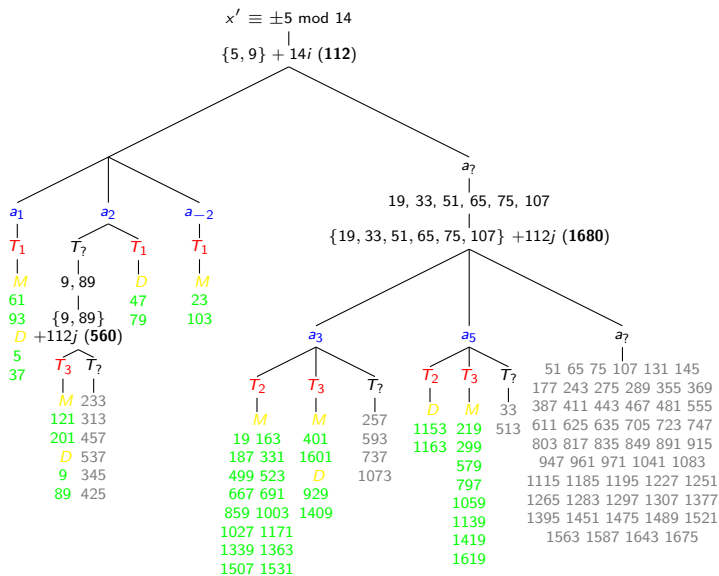 x′ ≡ ±5 mod 14
{5, 9} + 14i (112)
a?
19, 33, 51, 65, 75, 107
{19, 33, 51, 65, 75, 107} +112j (1680)
a1 a2 a−2
T1 T? T1 T1
M 9, 89 D M
61 47 23
93 {9, 89} 79 103
D +112j (560)
5
37
T3 T?
M 233
121 313
201 457
D 537
9 345
89 425
a3 a5 a?
T2 T3 T? T2 T3 T?
M M 257 D M 33
19 163 401 593 1153 219 513
187 331 1601 737 1163 299
499 523 D 1073 579
667 691 929 797
859 1003 1409 1059
1027 1171 1139
1339 1363 1419
1507 1531 1619
51 65 75 107 131 145
177 243 275 289 355 369
387 411 443 467 481 555
611 625 635 705 723 747
803 817 835 849 891 915
947 961 971 1041 1083
1115 1185 1195 1227 1251
1265 1283 1297 1307 1377
1395 1451 1475 1489 1521
1563 1587 1643 1675